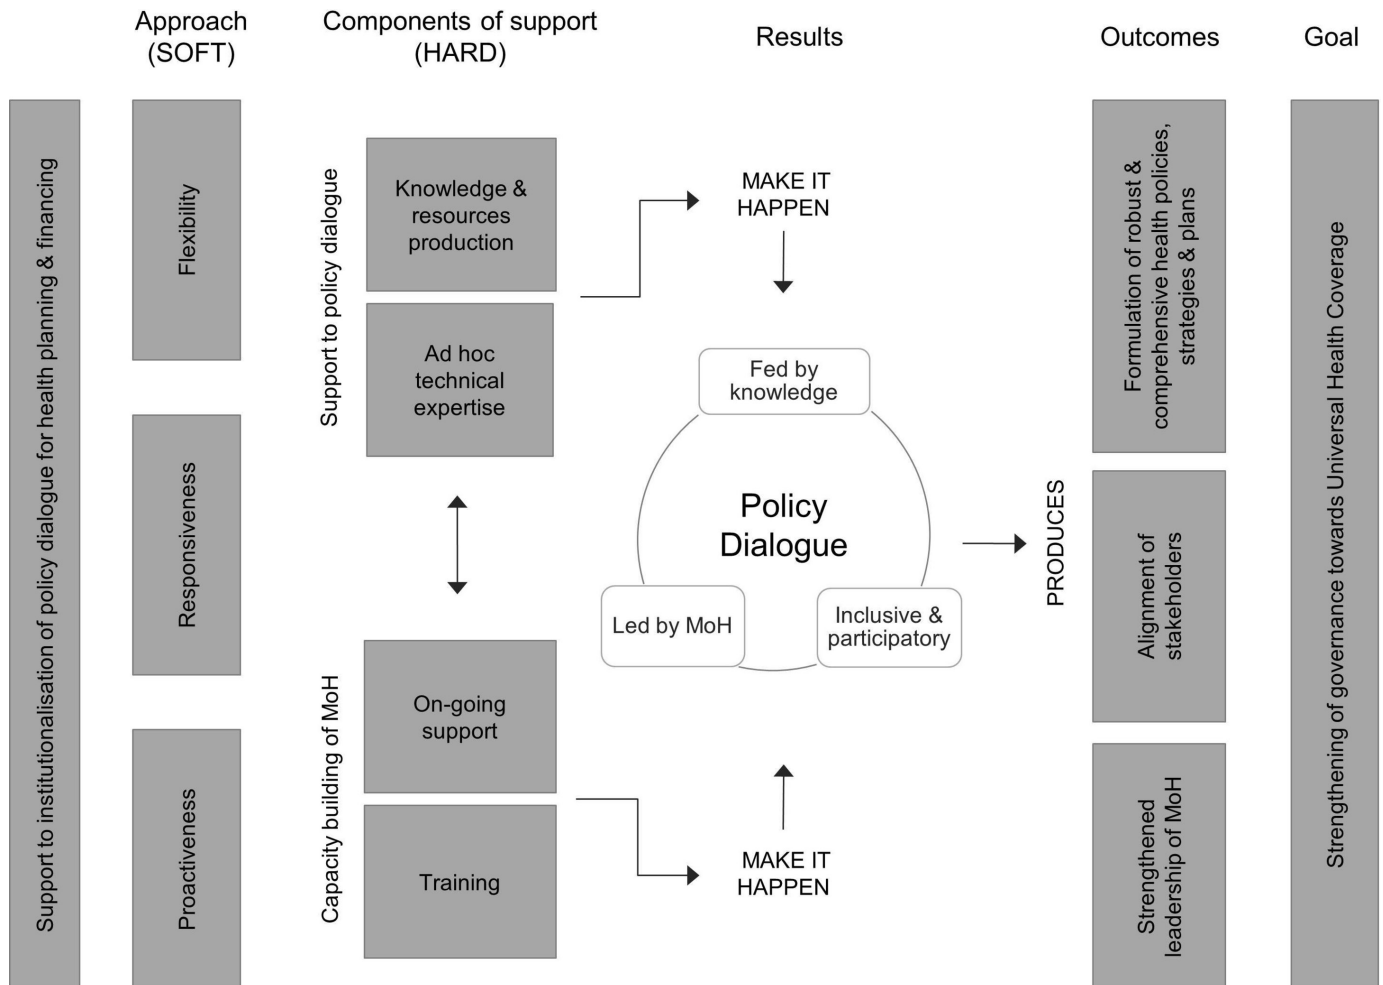 Approach
(SOFT)
Components of support
(HARD)
Results
Outcomes
Goal
Support to institutionalisation of policy dialogue for health planning & financing
Flexibility
Responsiveness
Proactiveness
Support to policy dialogue
Knowledge &
resources
production
Ad hoc
technical
expertise
Capacity building of MoH
On-going
support
Training
MAKE IT
HAPPEN
Fed by
knowledge
Policy
Dialogue
Led by MoH
Inclusive &
participatory
MAKE IT
HAPPEN
PRODUCES
Formulation of robust &
comprehensive health policies,
strategies & plans
Alignment of
stakeholders
Strengthened
leadership of MoH
Strengthening of governance towards Universal Health Coverage